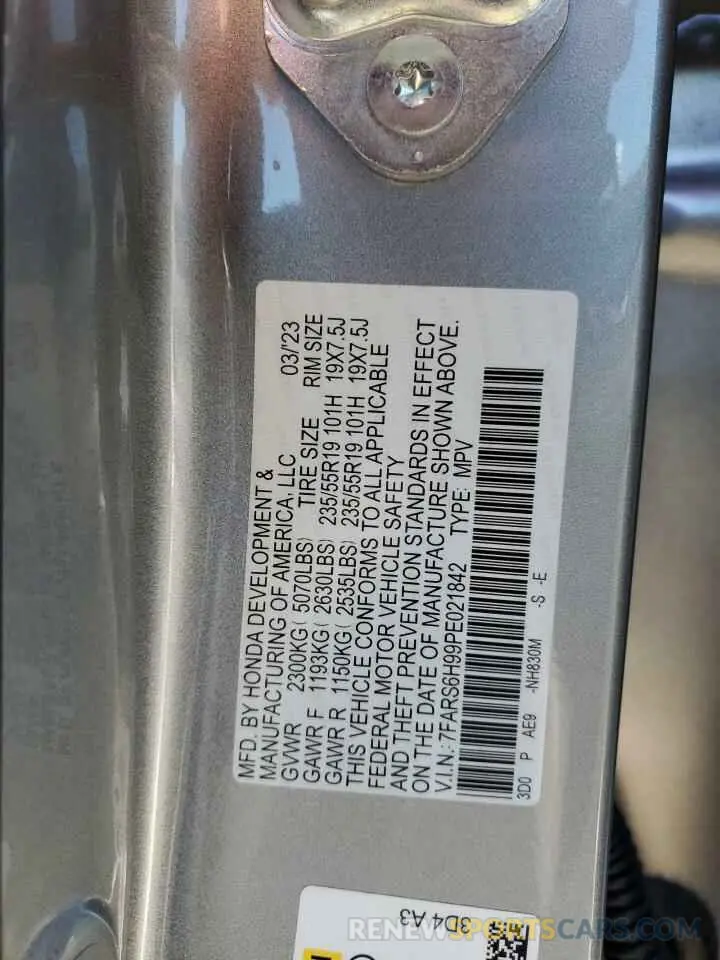 MFD. BY HONDA DEVELOPMENT &
MANUFACTURING OF AMERICA, LLC 03/'23
GVWR 2300KG( 5070LBS) TIRE SIZE RIM SIZE
GAWR F 1193KG( 2630LBS) 235/55R19 101H 19X7.5J
GAWR R 1150KG( 2535LBS) 235/55R19 101H 19X7.5J
THIS VEHICLE CONFORMS TO ALL APPLICABLE
FEDERAL MOTOR VEHICLE SAFETY
AND THEFT PREVENTION STANDARDS IN EFFECT
ON THE DATE OF MANUFACTURE SHOWN ABOVE.
V.I.N.: 7FARS6H99PE021842 TYPE: MPV
3D0 P AE9 -NH830M -S -E
3D4 A3
RENEWSPORTSCARS.COM